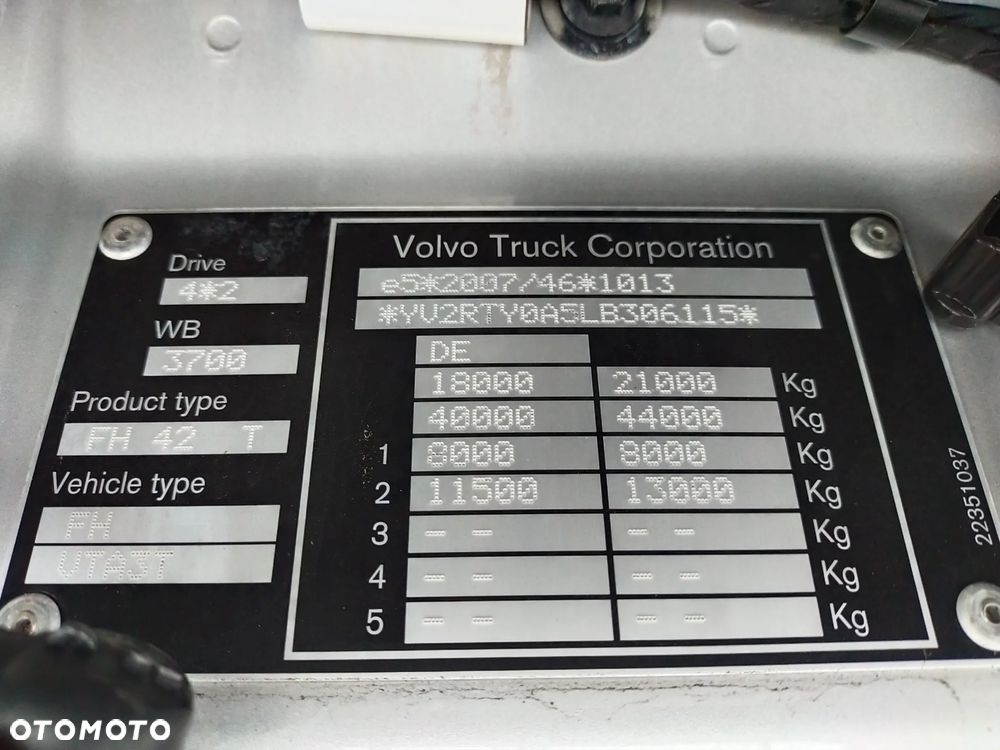 Drive
4*2
WB
3700
Product type
FH 42 T
Vehicle type
FH
VTA3T
Volvo Truck Corporation
e5*2007/46*1013
*YV2RTY0A5LB306115*
DE
18000 21000 Kg
40000 44000 Kg
1 8000 8000 Kg
2 11500 13000 Kg
3 -- -- Kg
4 -- -- Kg
5 -- -- Kg
22351037
OTOMOTO